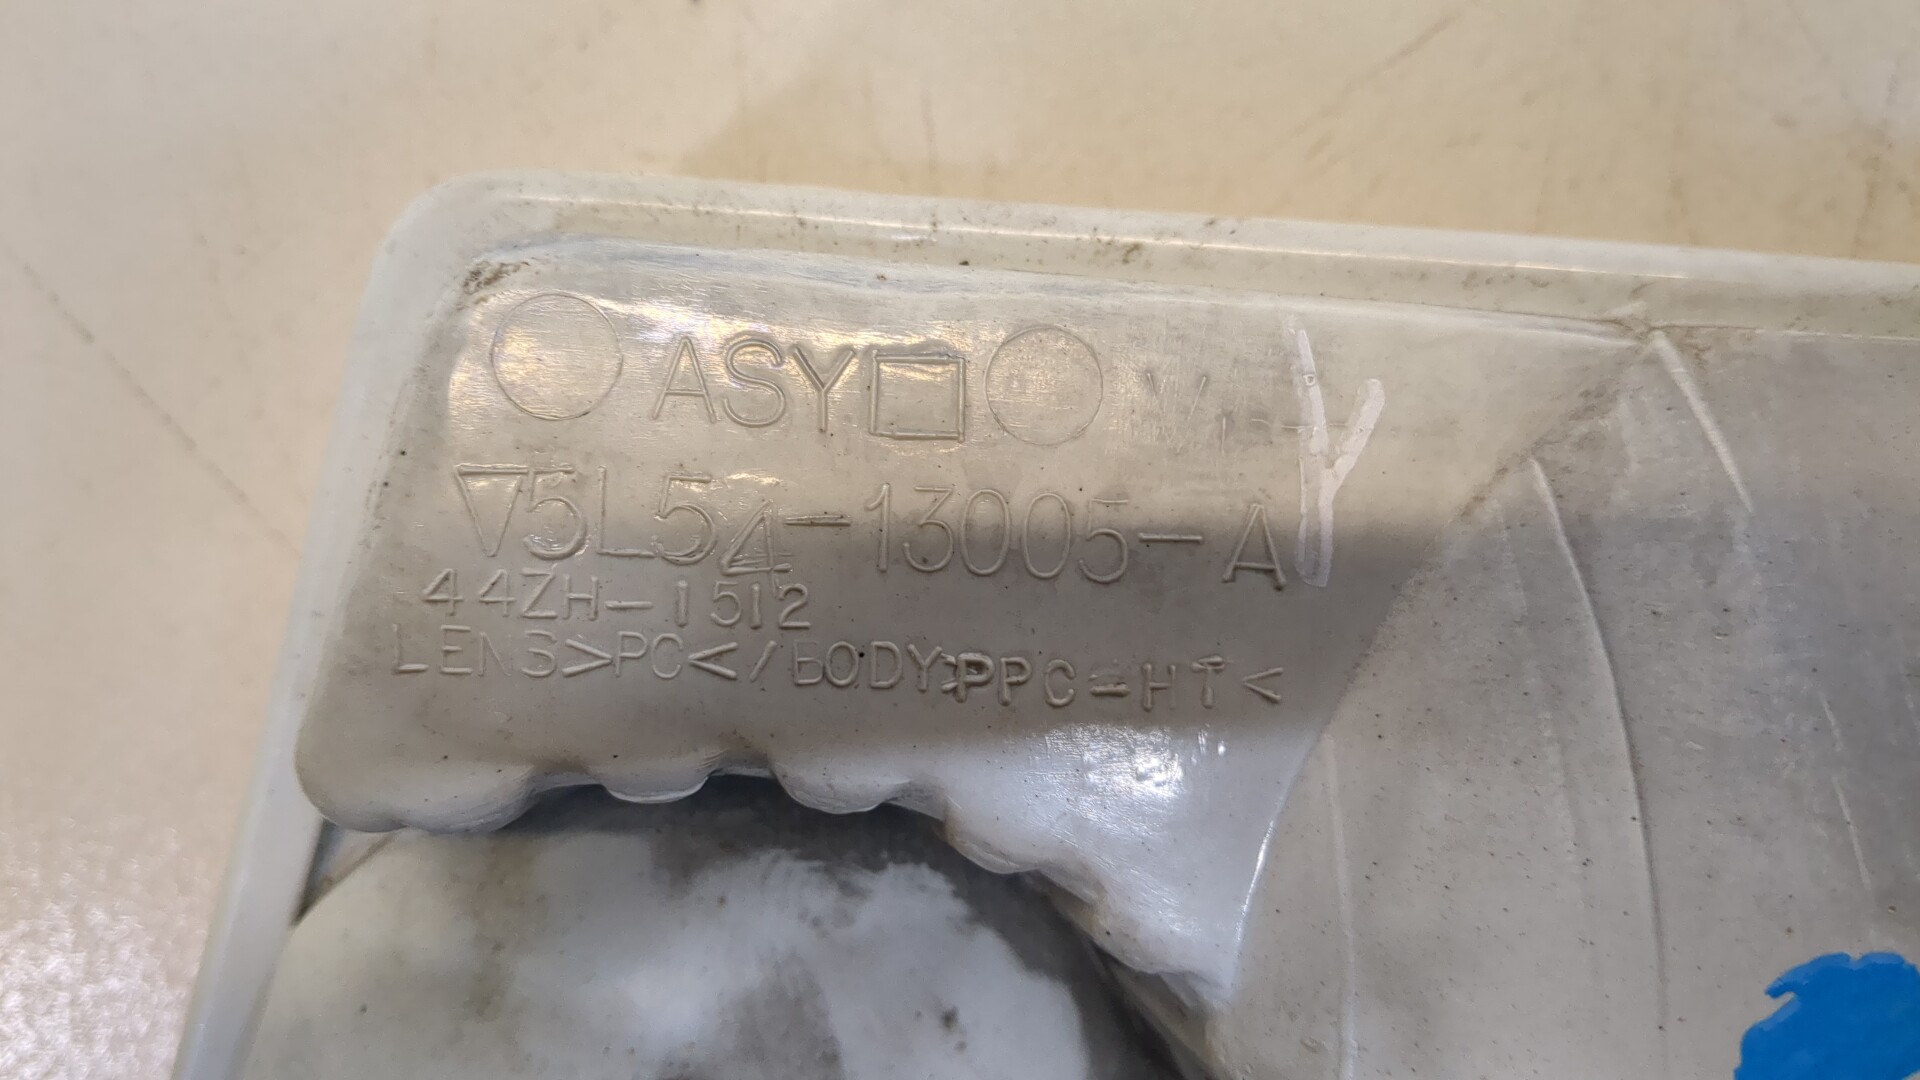 ASY
▽5L54-13005-A
44ZH-1512
LENS>PC</BODY>PPC-HT<